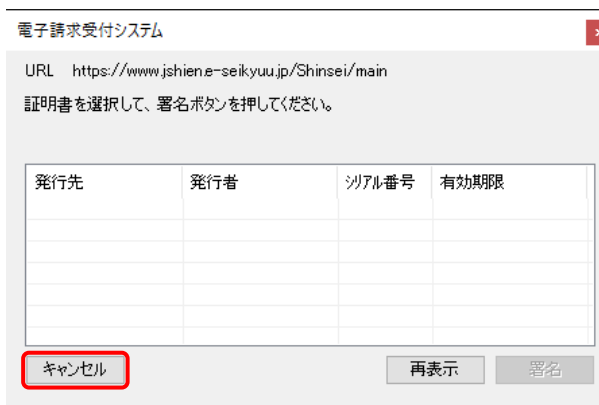 電子請求受付システム
URL https://www.jshien.e-seikyuu.jp/Shinsei/main
証明書を選択して、署名ボタンを押してください。
発行先 発行者 シリアル番号 有効期限
キャンセル 再表示 署名